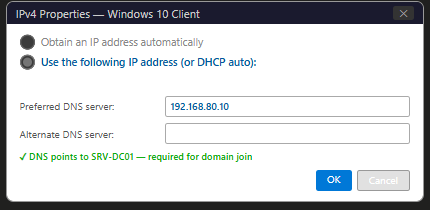 IPv4 Properties — Windows 10 Client
Obtain an IP address automatically
Use the following IP address (or DHCP auto):
Preferred DNS server: 192.168.80.10
Alternate DNS server:
✓ DNS points to SRV-DC01 — required for domain join
OK Cancel